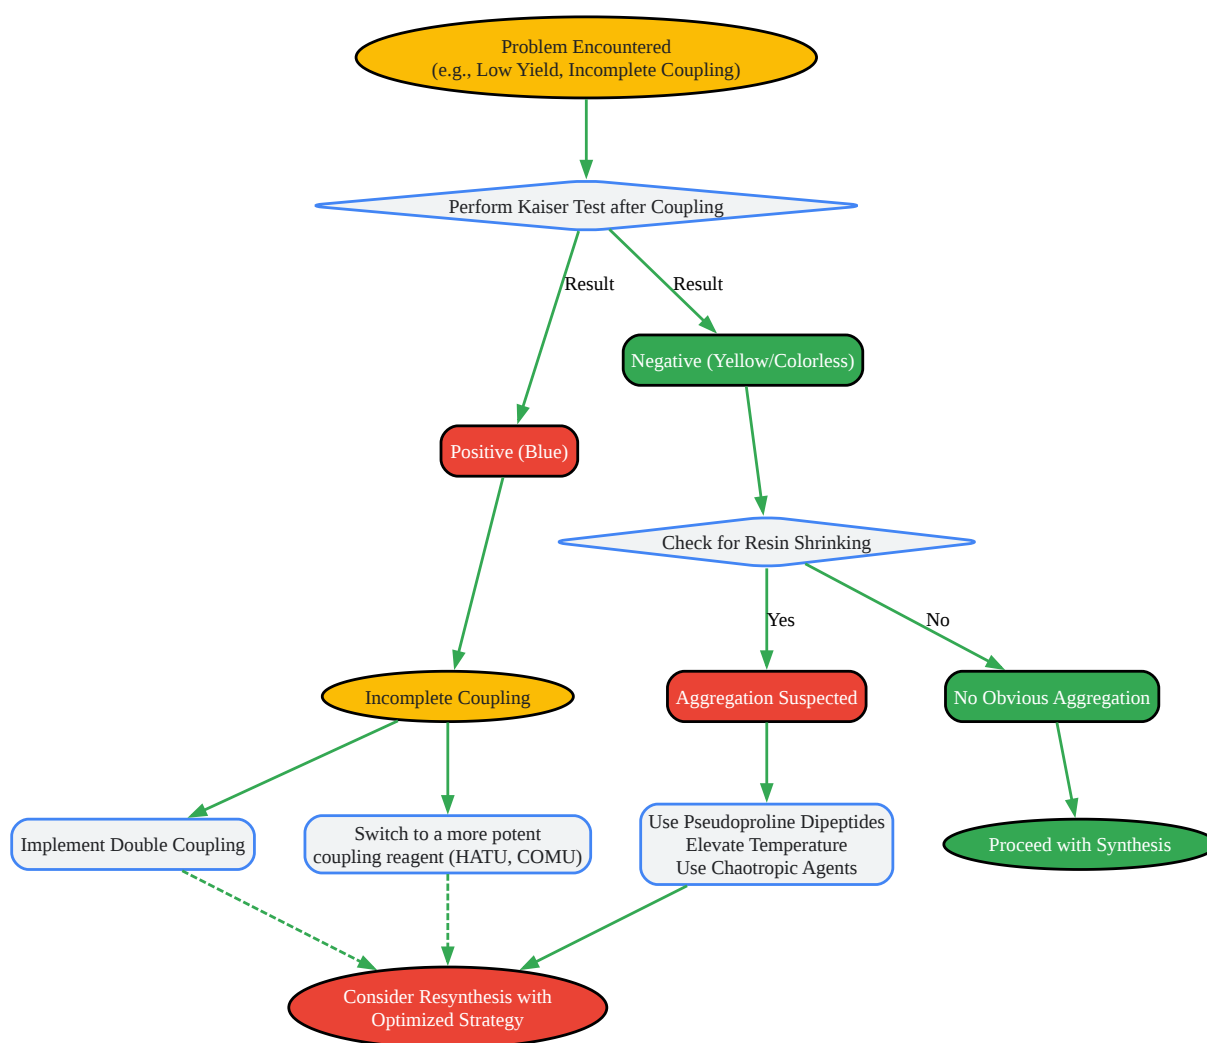 Problem Encountered
(e.g., Low Yield, Incomplete Coupling)
Perform Kaiser Test after Coupling
Result
Result
Negative (Yellow/Colorless)
Positive (Blue)
Check for Resin Shrinking
Yes
No
Incomplete Coupling
Aggregation Suspected
No Obvious Aggregation
Implement Double Coupling
Switch to a more potent
coupling reagent (HATU, COMU)
Use Pseudoproline Dipeptides
Elevate Temperature
Use Chaotropic Agents
Proceed with Synthesis
Consider Resynthesis with
Optimized Strategy